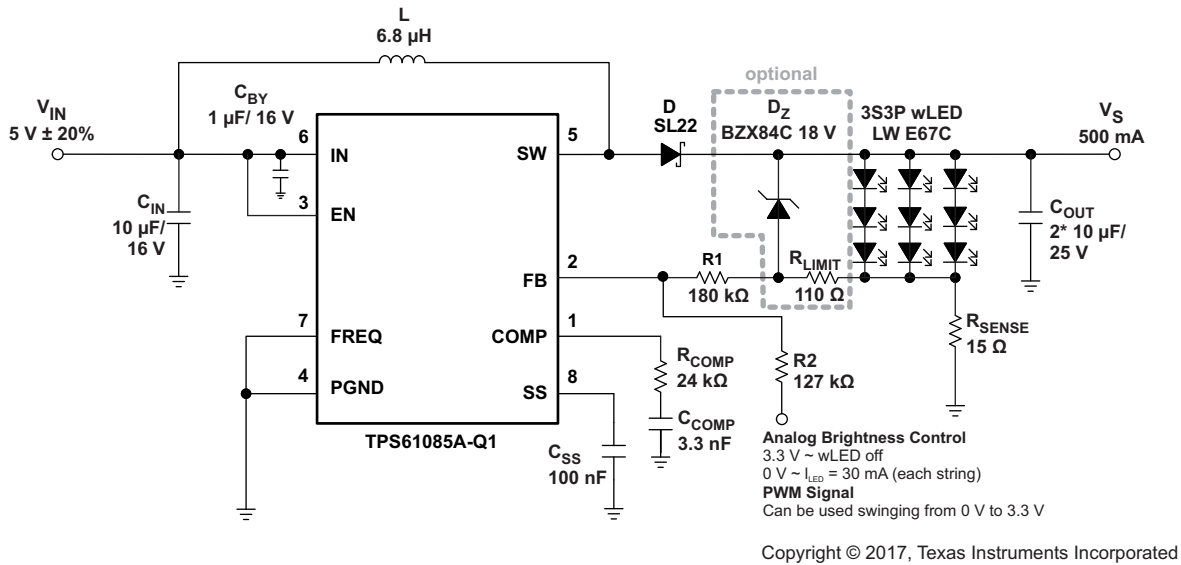 L
6.8 µH
optional
V_IN
5 V ± 20%
C_BY
1 µF/ 16 V
D
SL22
D_Z
BZX84C 18 V
3S3P wLED
LW E67C
V_S
500 mA
6
IN
SW
5
3
EN
C_IN
10 µF/
16 V
C_OUT
2* 10 µF/
25 V
2
FB
R1
180 kΩ
R_LIMIT
110 Ω
7
FREQ
1
COMP
R_SENSE
15 Ω
R_COMP
24 kΩ
R2
127 kΩ
4
PGND
8
SS
C_COMP
3.3 nF
TPS61085A-Q1
C_SS
100 nF
Analog Brightness Control
3.3 V ~ wLED off
0 V ~ I_LED = 30 mA (each string)
PWM Signal
Can be used swinging from 0 V to 3.3 V
Copyright © 2017, Texas Instruments Incorporated